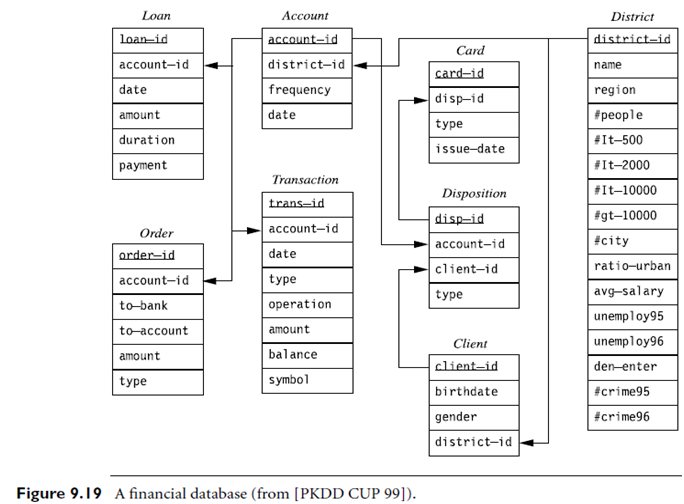 Loan
loan-id
account-id
date
amount
duration
payment
Account
account-id
district-id
frequency
date
Card
card-id
disp-id
type
issue-date
District
district-id
name
region
#people
#It-500
#It-2000
#It-10000
#gt-10000
#city
ratio-urban
avg-salary
unemploy95
unemploy96
den-enter
#crime95
#crime96
Order
order-id
account-id
to-bank
to-account
amount
type
Transaction
trans-id
account-id
date
type
operation
amount
balance
symbol
Disposition
disp-id
account-id
client-id
type
Client
client-id
birthdate
gender
district-id
Figure 9.19 A financial database (from [PKDD CUP 99]).